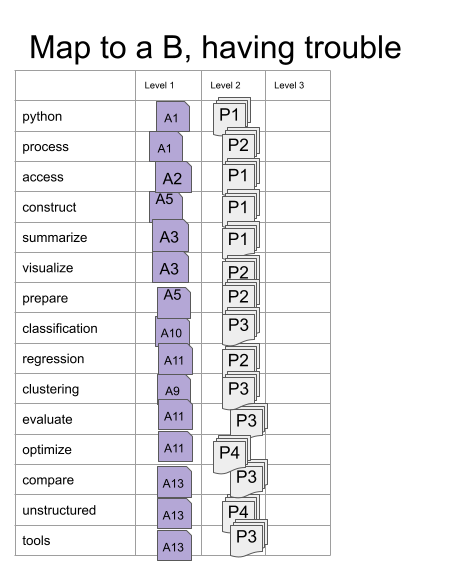 Map to a B, having trouble
Level 1 Level 2 Level 3
python A1 P1
process A1 P2
access A2 P1
construct A5 P1
summarize A3 P1
visualize A3 P2
prepare A5 P2
classification A10 P3
regression A11 P2
clustering A9 P3
evaluate A11 P3
optimize A11 P4
compare A13 P3
unstructured A13 P4
tools A13 P3